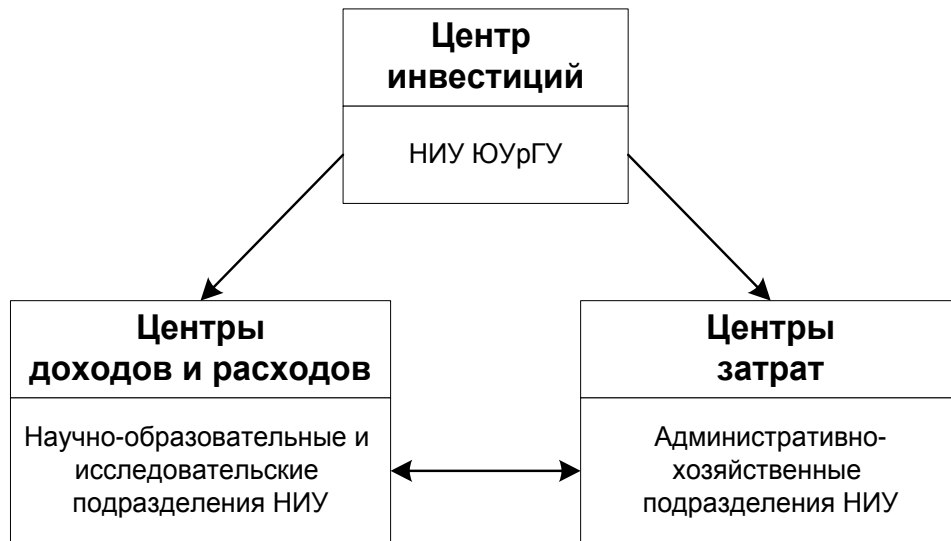 Центр
инвестиций
НИУ ЮУрГУ
Центры
доходов и расходов
Научно-образовательные и
исследовательские
подразделения НИУ
Центры
затрат
Административно-
хозяйственные
подразделения НИУ